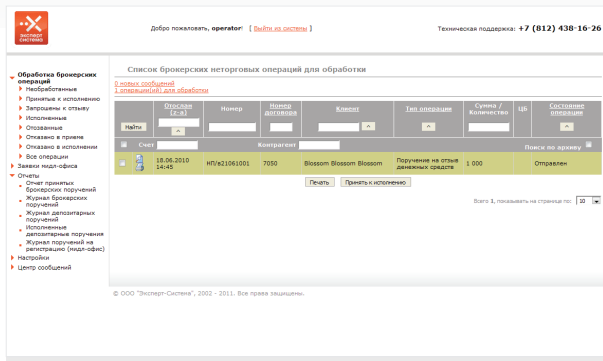 ЭКСПЕРТ
СИСТЕМА
Добро пожаловать, operator! [ Выйти из системы ]
Техническая поддержка: +7 (812) 438-16-26
Обработка брокерских операций
Необработанные
Принятые к исполнению
Запрошены к отзыву
Исполненные
Отозванные
Отказано в приеме
Отказано в исполнении
Все операции
Заявки мидл-офиса
Отчеты
Отчет принятых
брокерских поручений
Журнал брокерских
поручений
Журнал депозитарных
поручений
Исполненные
депозитарные поручения
Журнал поручений на
регистрацию (мидл-офис)
Настройки
Центр сообщений
Список брокерских неторговых операций для обработки
0 новых сообщений
1 операция(ий) для обработки
Отослан (z-a) Номер Номер договора Клиент Тип операции Сумма / Количество ЦБ Состояние операции
Найти ^ ^ ^ ^
Счет Контрагент Поиск по архиву
18.06.2010 14:45 НП/в21061001 7050 Blossom Blossom Blossom Поручение на отзыв денежных средств 1 000 Отправлен
Печать Принять к исполнению
Всего 1, показывать на странице по: 10
© ООО "Эксперт-Система", 2002 - 2011. Все права защищены.